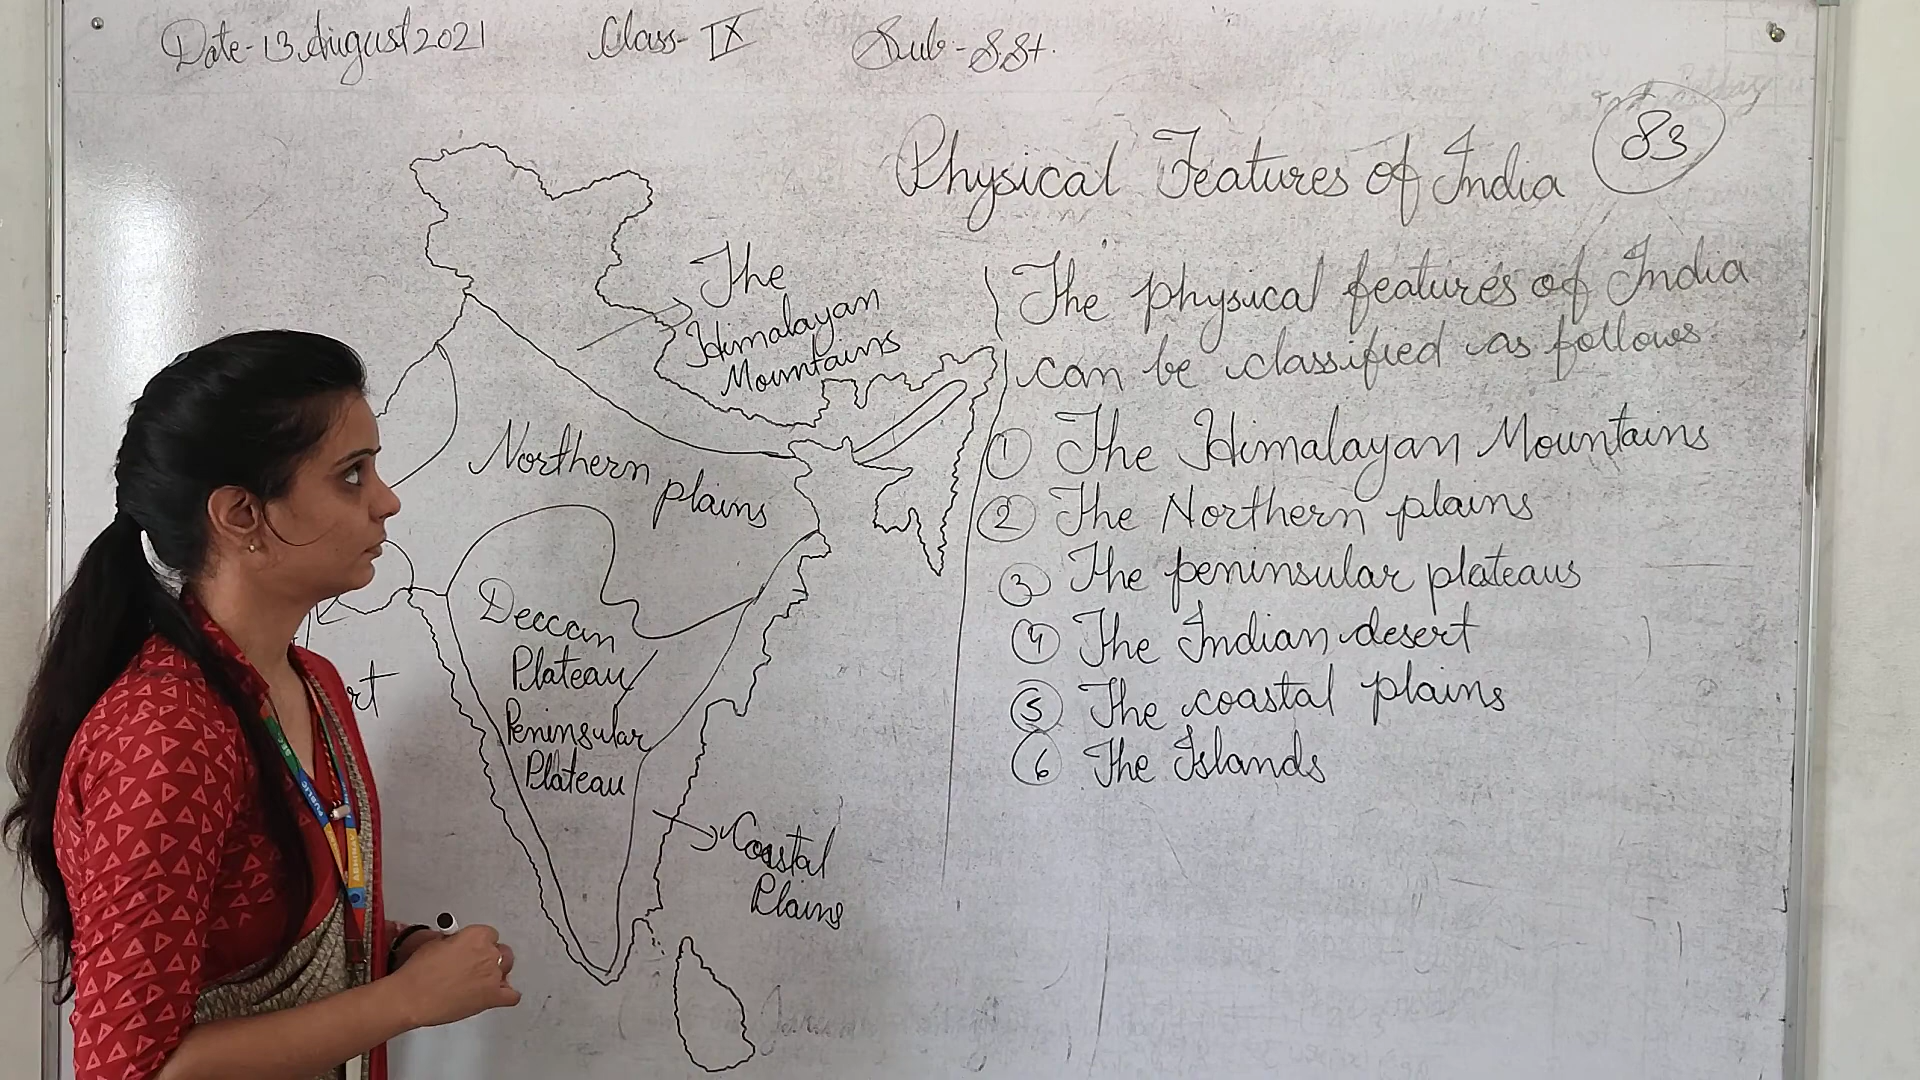 Date-13 August 2021 Class-IX Sub-S.St.
83
Physical Features of India
The physical features of India
can be classified as follows.
1 The Himalayan Mountains
2 The Northern plains
3 The peninsular plateaus
4 The Indian desert
5 The coastal plains
6 The Islands
The
Himalayan
Mountains
Northern
plains
Deccan
Plateau
Peninsular
Plateau
rt
Coastal
Plains
PUBLIC
ABHINAV